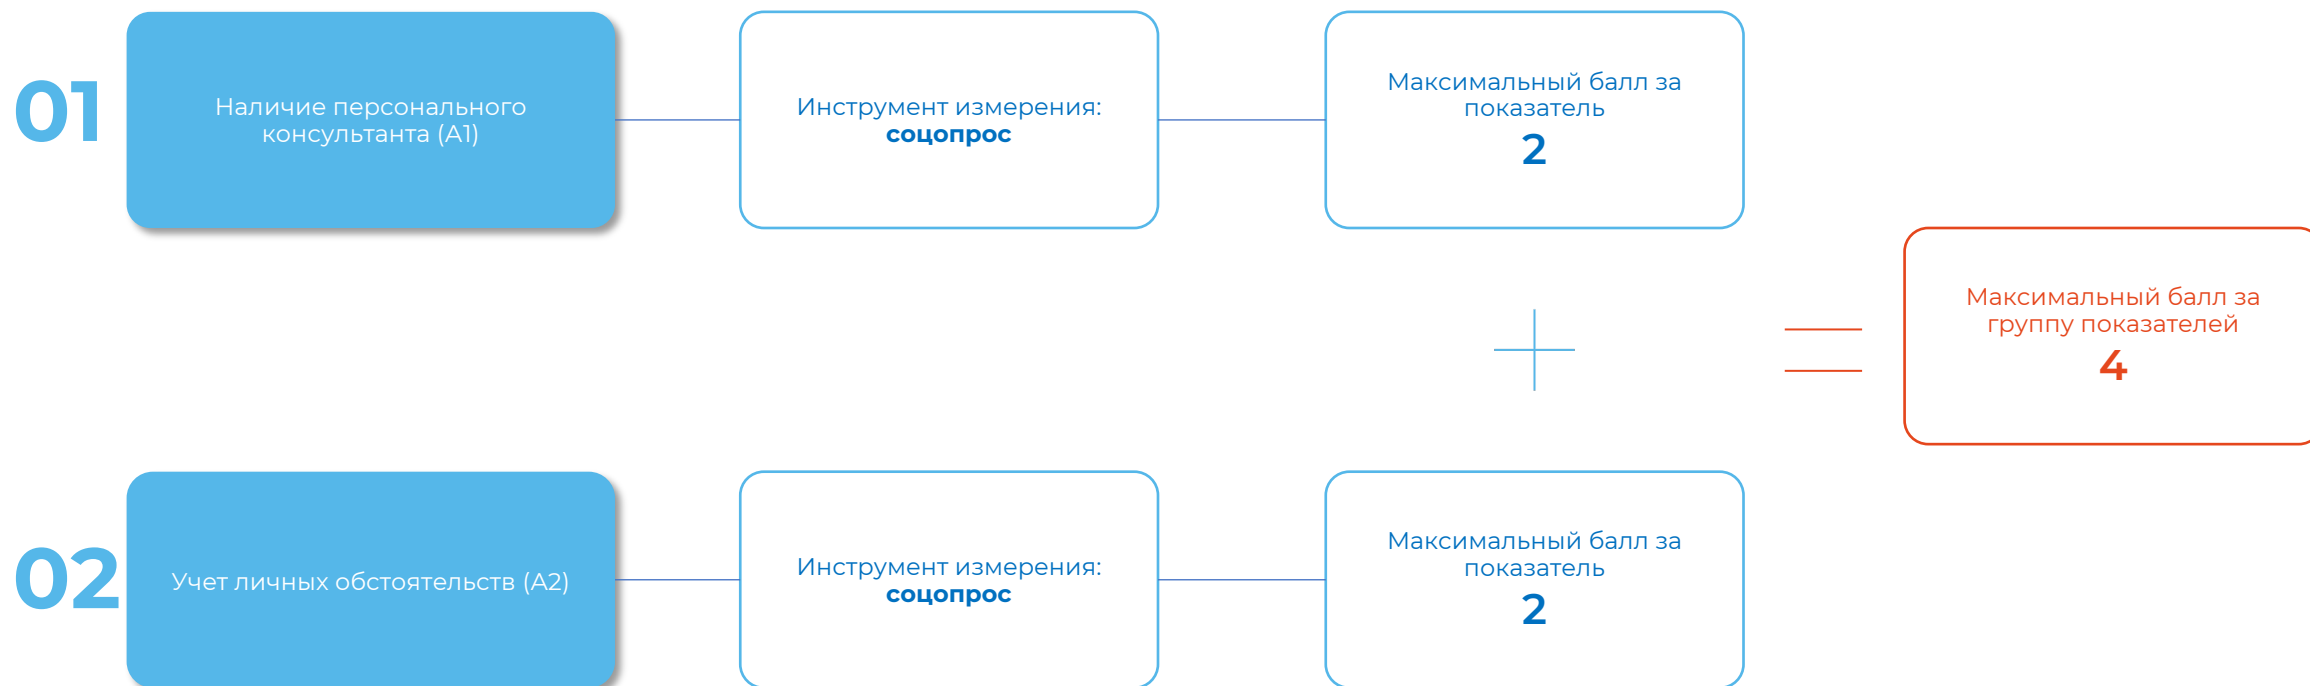 01
Наличие персонального
консультанта (А1)
Инструмент измерения:
соцопрос
Максимальный балл за
показатель
2
Максимальный балл за
группу показателей
4
02
Учет личных обстоятельств (А2)
Инструмент измерения:
соцопрос
Максимальный балл за
показатель
2